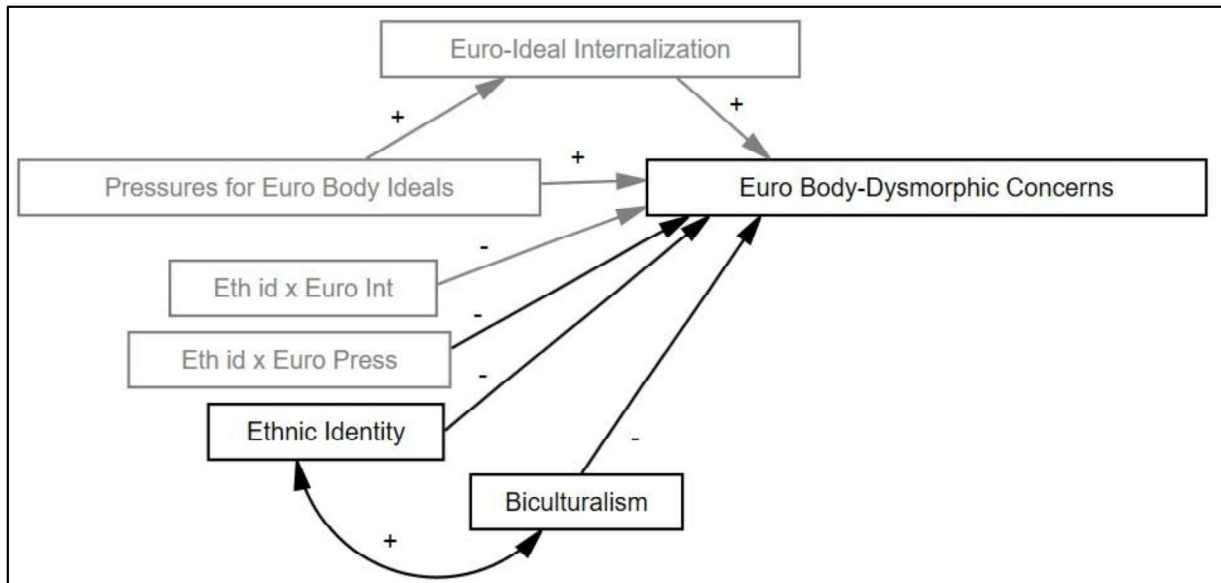 Euro-Ideal Internalization
+
+
Pressures for Euro Body Ideals
+
Euro Body-Dysmorphic Concerns
-
Eth id x Euro Int
-
Eth id x Euro Press
-
Ethnic Identity
-
Biculturalism
+